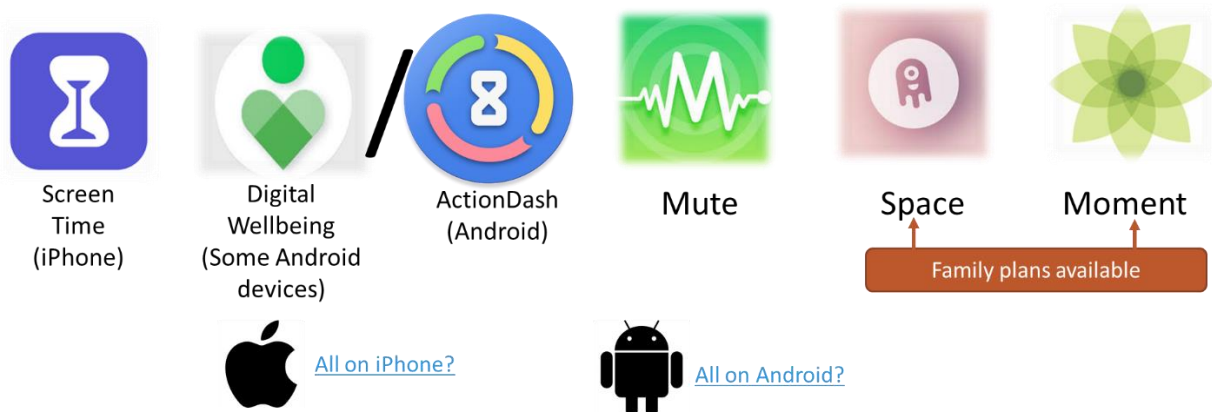 Screen
Time
(iPhone)
Digital
Wellbeing
(Some Android
devices)
/
ActionDash
(Android)
Mute
Space
Moment
Family plans available
All on iPhone?
All on Android?